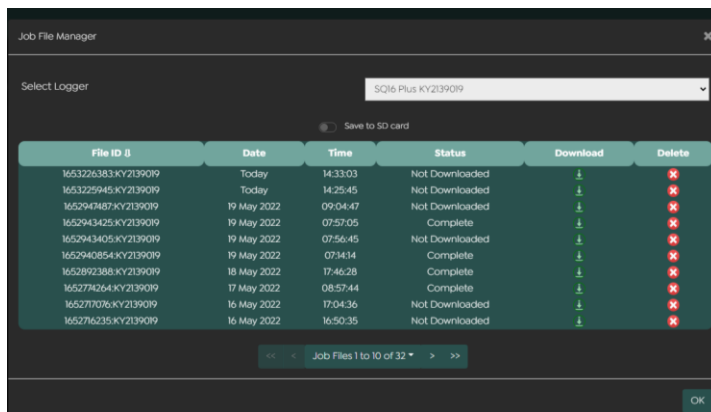 Job File Manager
Select Logger
SQ16 Plus KY2139019
Save to SD card
File ID Date Time Status Download Delete
1653226383:KY2139019 Today 14:33:03 Not Downloaded
1653225945:KY2139019 Today 14:25:45 Not Downloaded
1652947487:KY2139019 19 May 2022 09:04:47 Not Downloaded
1652943425:KY2139019 19 May 2022 07:57:05 Complete
1652943405:KY2139019 19 May 2022 07:56:45 Not Downloaded
1652940854:KY2139019 19 May 2022 07:14:14 Complete
1652892388:KY2139019 18 May 2022 17:46:28 Complete
1652774264:KY2139019 17 May 2022 08:57:44 Complete
1652717076:KY2139019 16 May 2022 17:04:36 Not Downloaded
1652716235:KY2139019 16 May 2022 16:50:35 Not Downloaded
<< < Job Files 1 to 10 of 32 > >>
OK